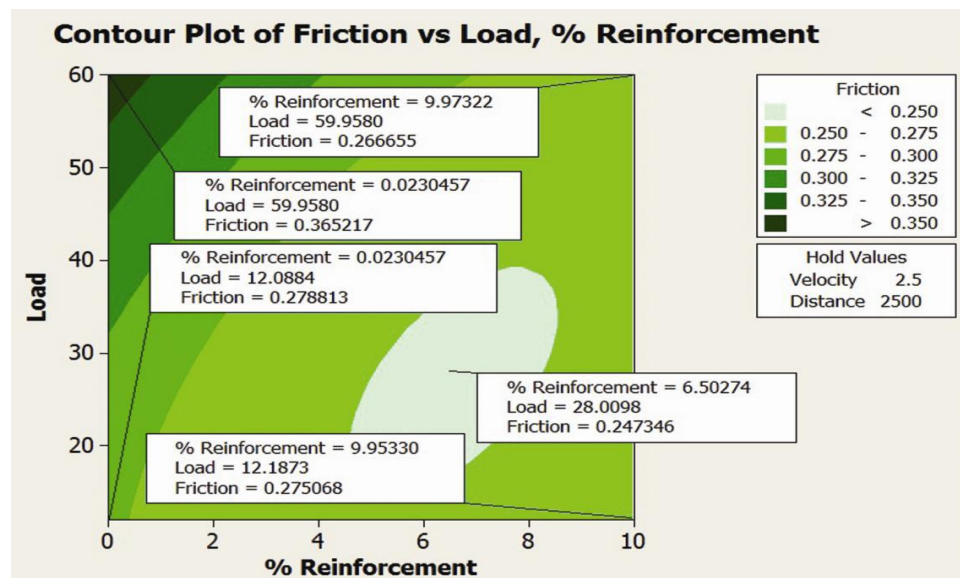 Contour Plot of Friction vs Load, % Reinforcement
60
50
40
30
20
Load
0 2 4 6 8 10
% Reinforcement
% Reinforcement = 9.97322
Load = 59.9580
Friction = 0.266655
% Reinforcement = 0.0230457
Load = 59.9580
Friction = 0.365217
% Reinforcement = 0.0230457
Load = 12.0884
Friction = 0.278813
% Reinforcement = 6.50274
Load = 28.0098
Friction = 0.247346
% Reinforcement = 9.95330
Load = 12.1873
Friction = 0.275068
Friction
< 0.250
0.250 - 0.275
0.275 - 0.300
0.300 - 0.325
0.325 - 0.350
> 0.350
Hold Values
Velocity 2.5
Distance 2500